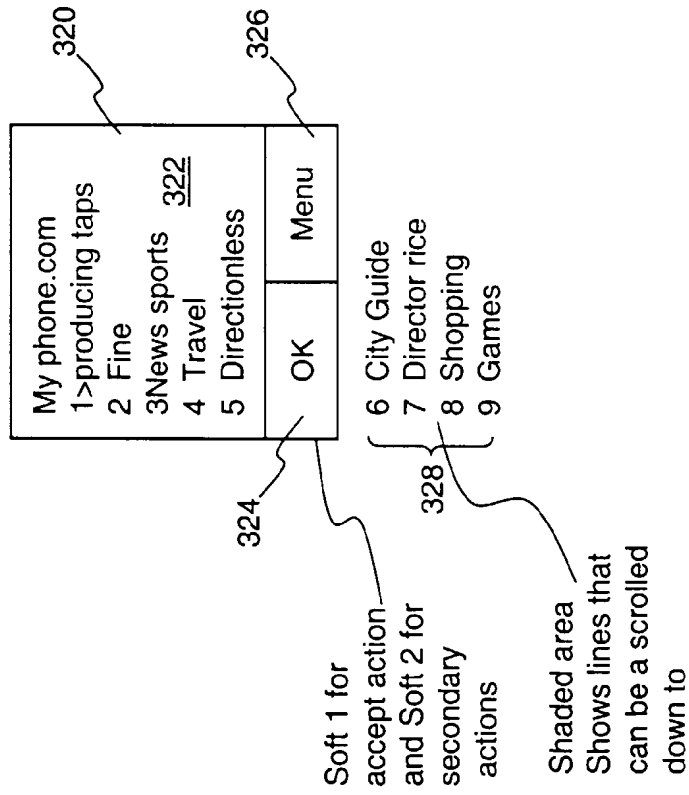 320
My phone.com
1>producing taps
2 Fine
3News sports
322
4 Travel
5 Directionless
OK
Menu
324
326
6 City Guide
7 Director rice
8 Shopping
9 Games
328
Soft 1 for
accept action
and Soft 2 for
secondary
actions
Shaded area
Shows lines that
can be a scrolled
down to